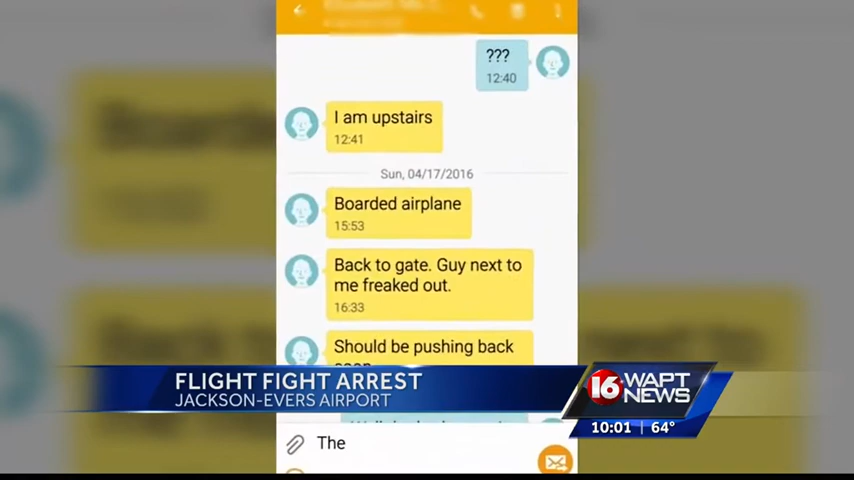 ???
12:40
I am upstairs
12:41
Sun, 04/17/2016
Boarded airplane
15:53
Back to gate. Guy next to
me freaked out.
16:33
Should be pushing back
soon
FLIGHT FIGHT ARREST
JACKSON-EVERS AIRPORT
16 WAPT
NEWS
10:01 64°
The